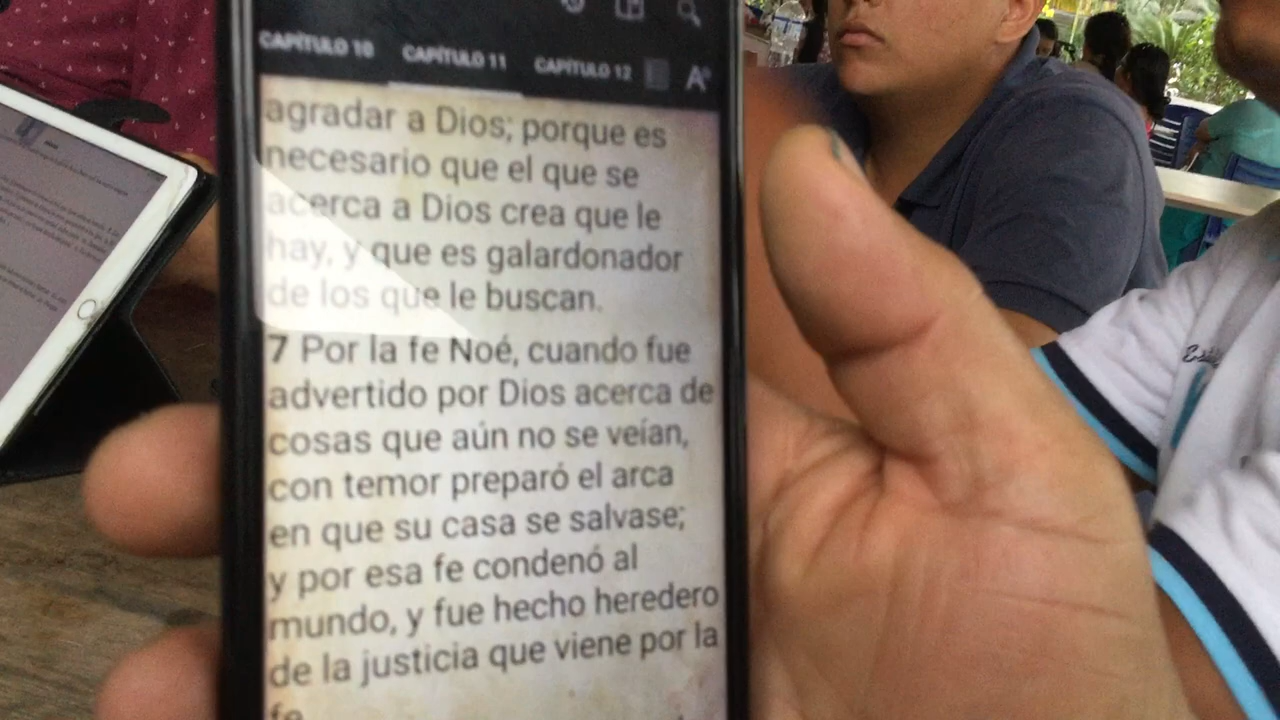 CAPÍTULO 10 CAPÍTULO 11 CAPÍTULO 12 A
agradar a Dios; porque es
necesario que el que se
acerca a Dios crea que le
hay, y que es galardonador
de los que le buscan.
7 Por la fe Noé, cuando fue
advertido por Dios acerca de
cosas que aún no se veían,
con temor preparó el arca
en que su casa se salvase;
y por esa fe condenó al
mundo, y fue hecho heredero
de la justicia que viene por la
fe